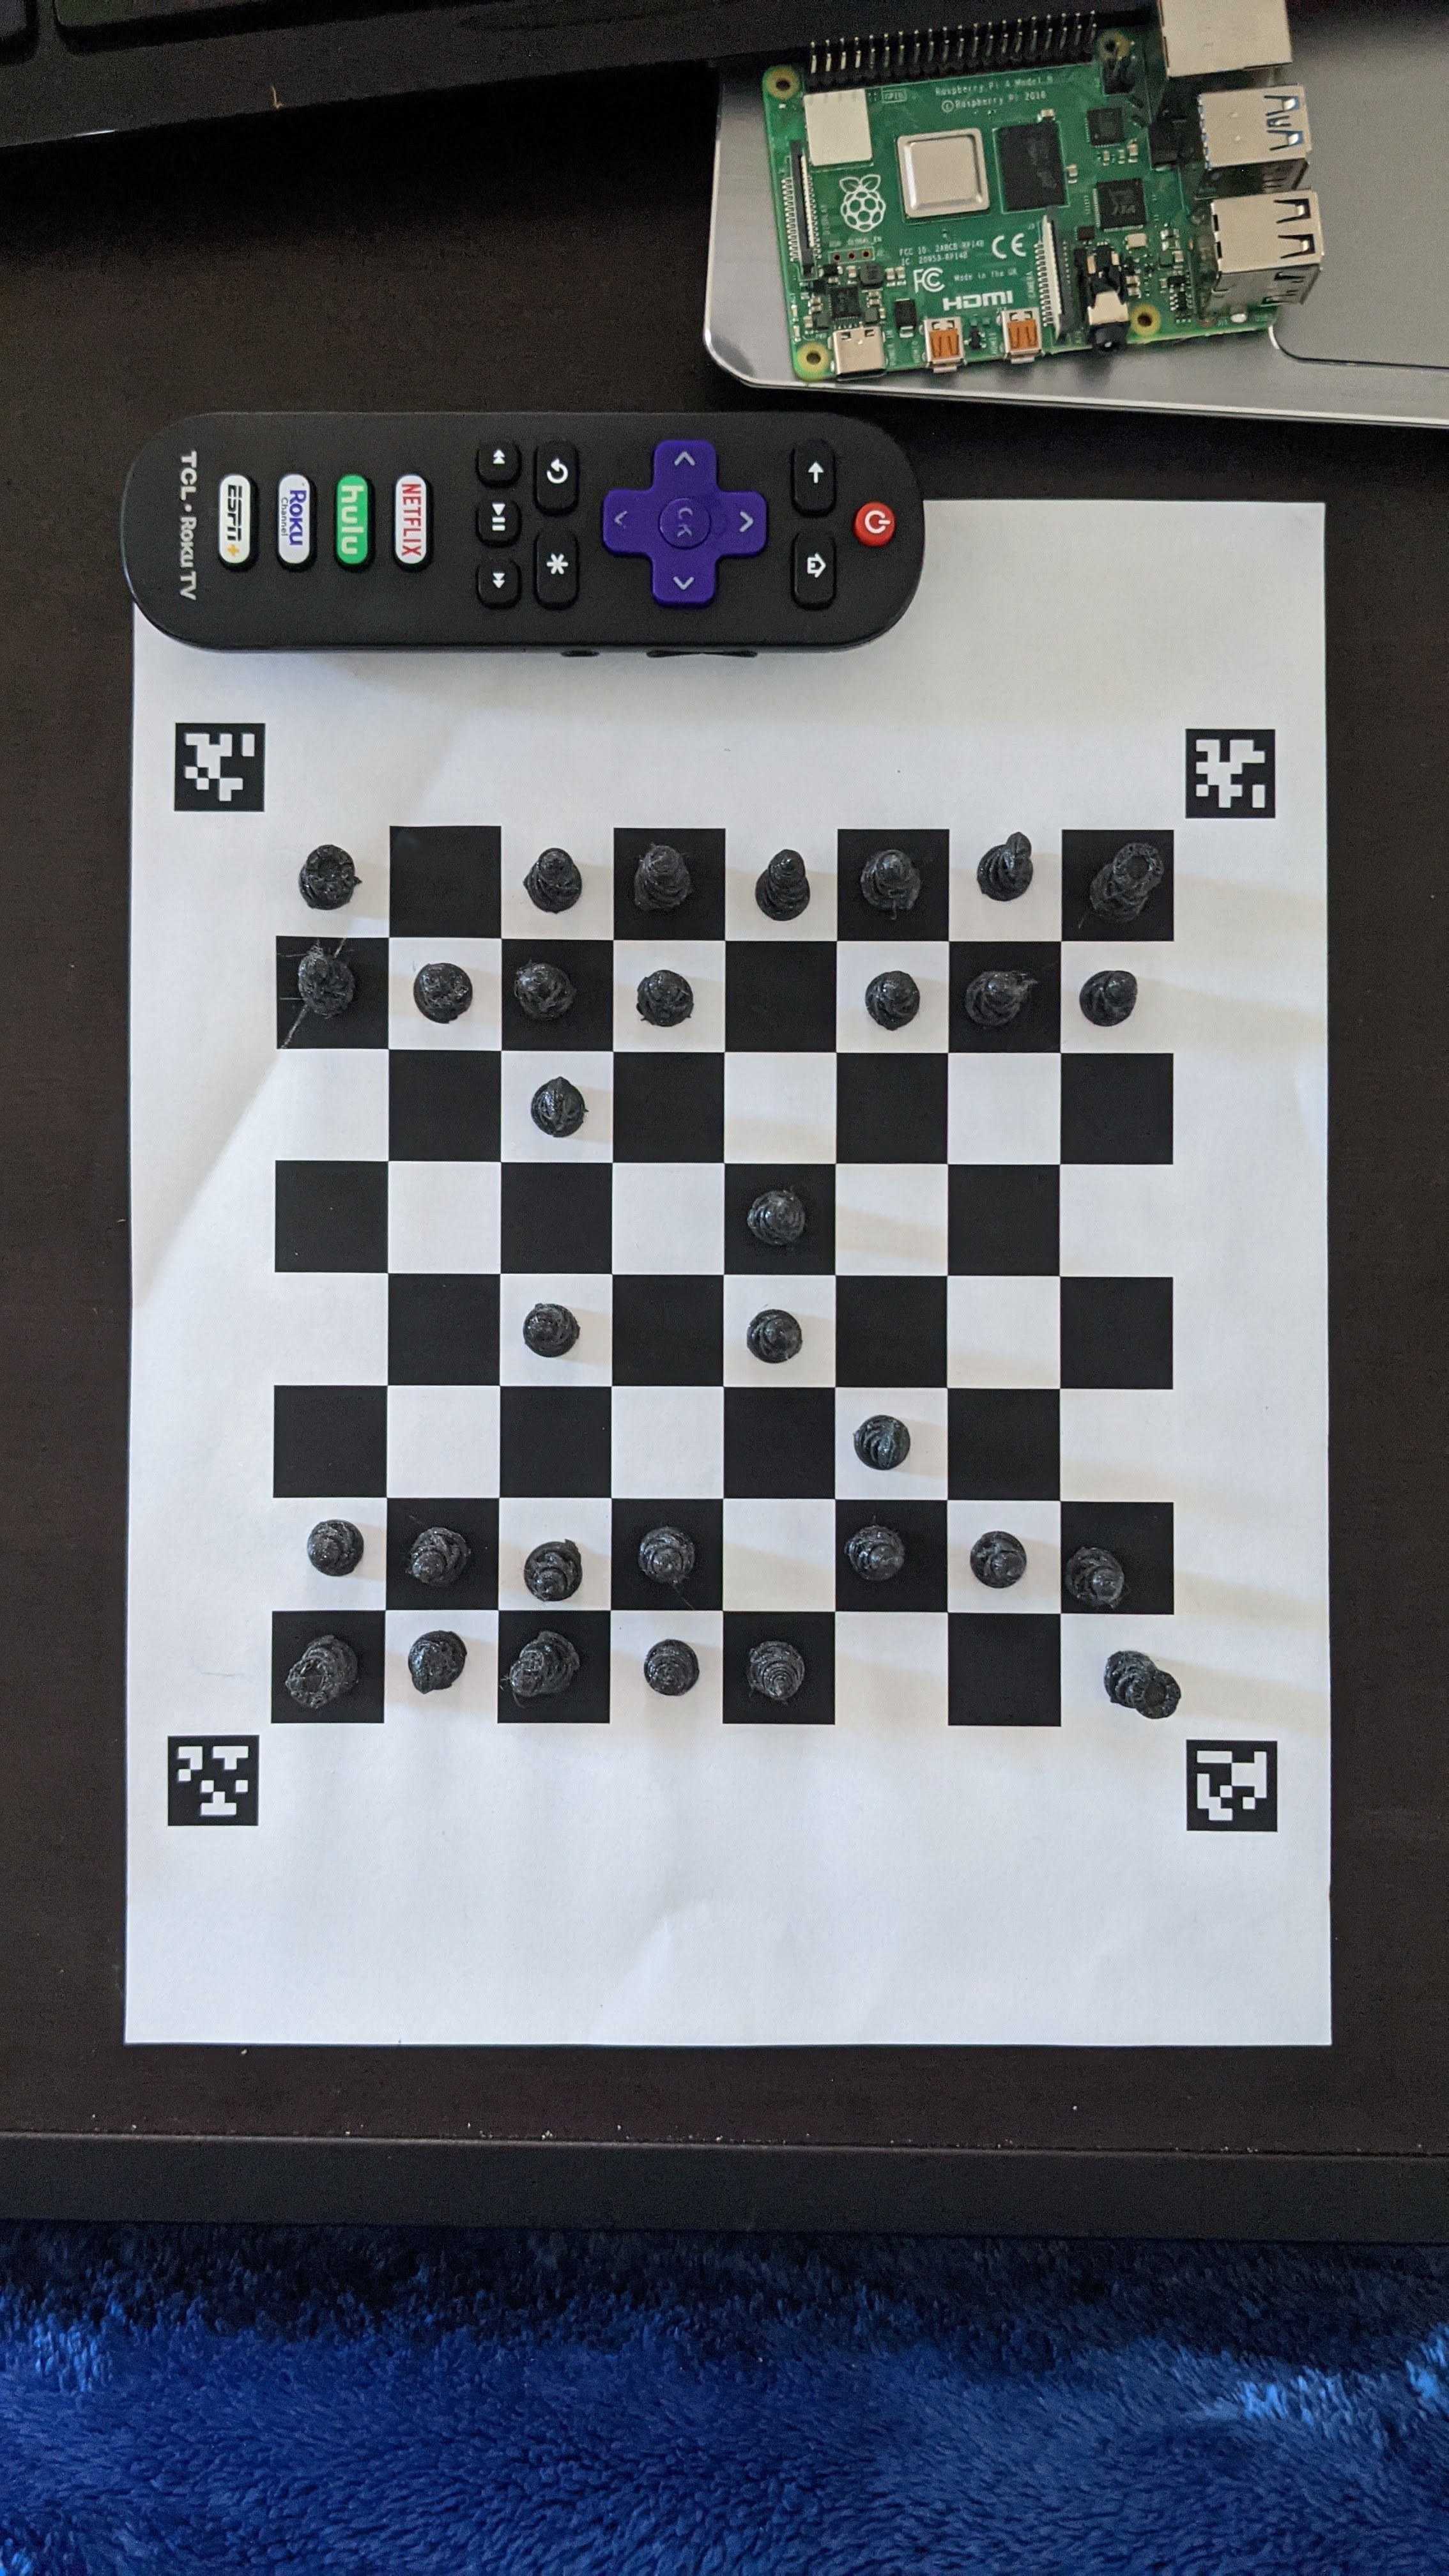 Raspberry Pi 4 Model B
©Raspberry Pi 2018
GPIO
FCC ID: 2ABCB-RPI4B
IC: 20953-RPI4B
CE
FC Made in the UK
HDMI
TCL • ROKU TV
ESPN+
ROKU Channel
hulu
NETFLIX
OK